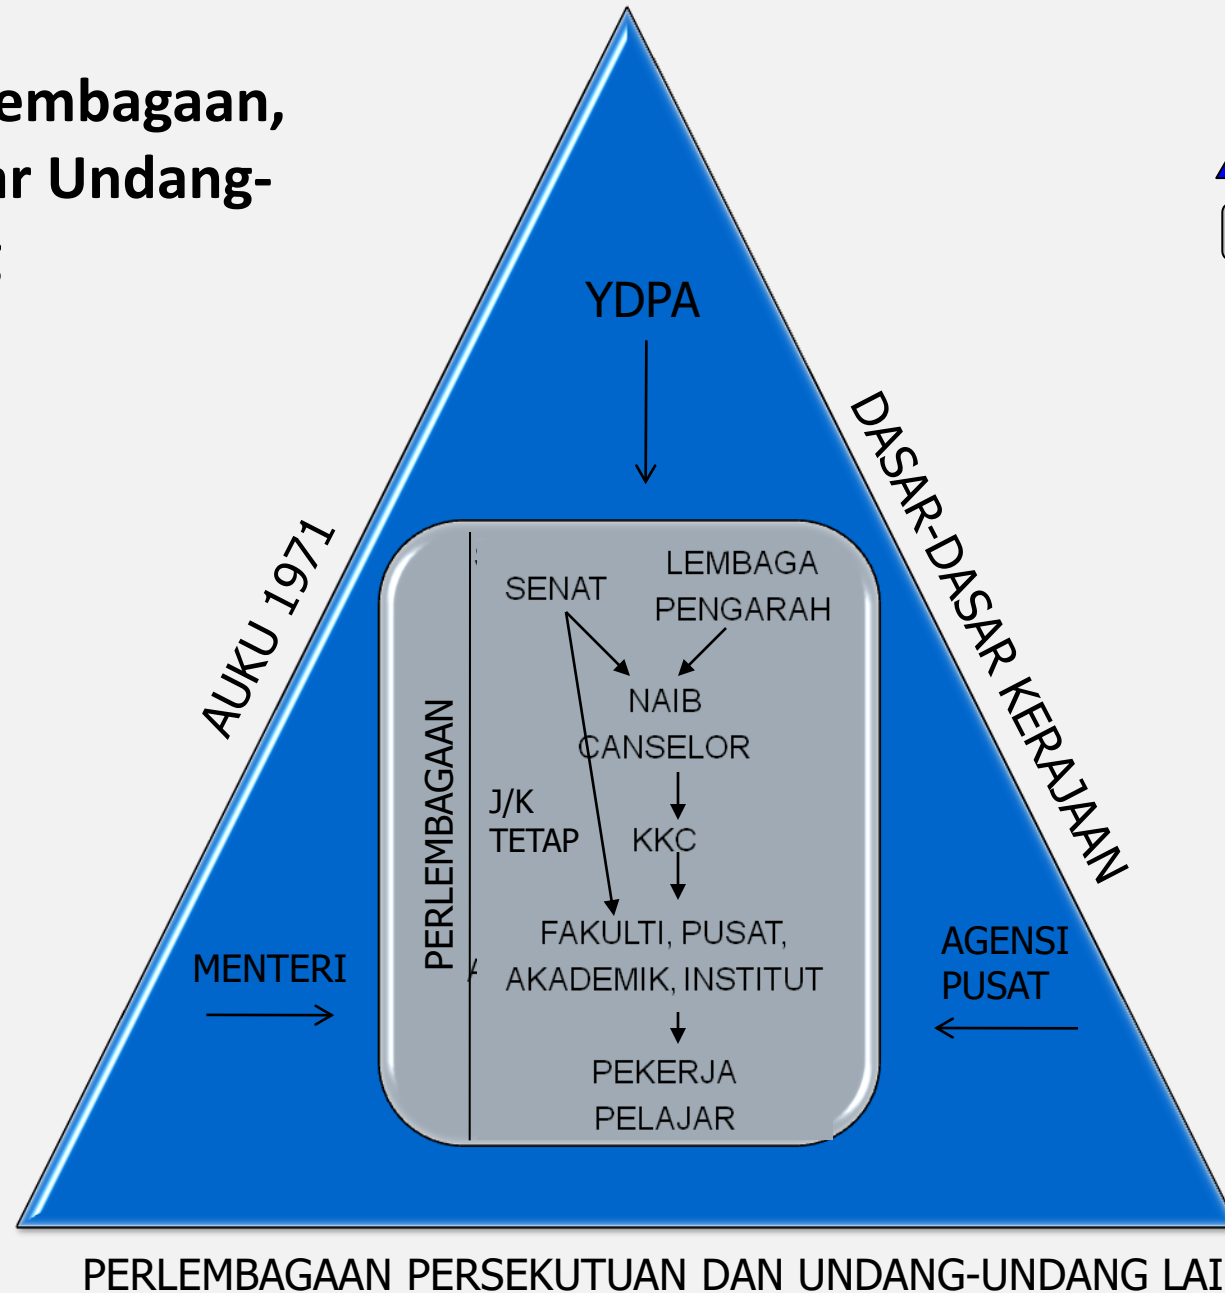 embagaan,
ar Undang-
YDPA
AUKU 1971
DASAR-DASAR KERAJAAN
PERLEMBAGAAN
SENAT
LEMBAGA
PENGARAH
NAIB
CANSELOR
J/K
TETAP
KKC
FAKULTI, PUSAT,
AKADEMIK, INSTITUT
PEKERJA
PELAJAR
MENTERI
AGENSI
PUSAT
PERLEMBAGAAN PERSEKUTUAN DAN UNDANG-UNDANG LAI